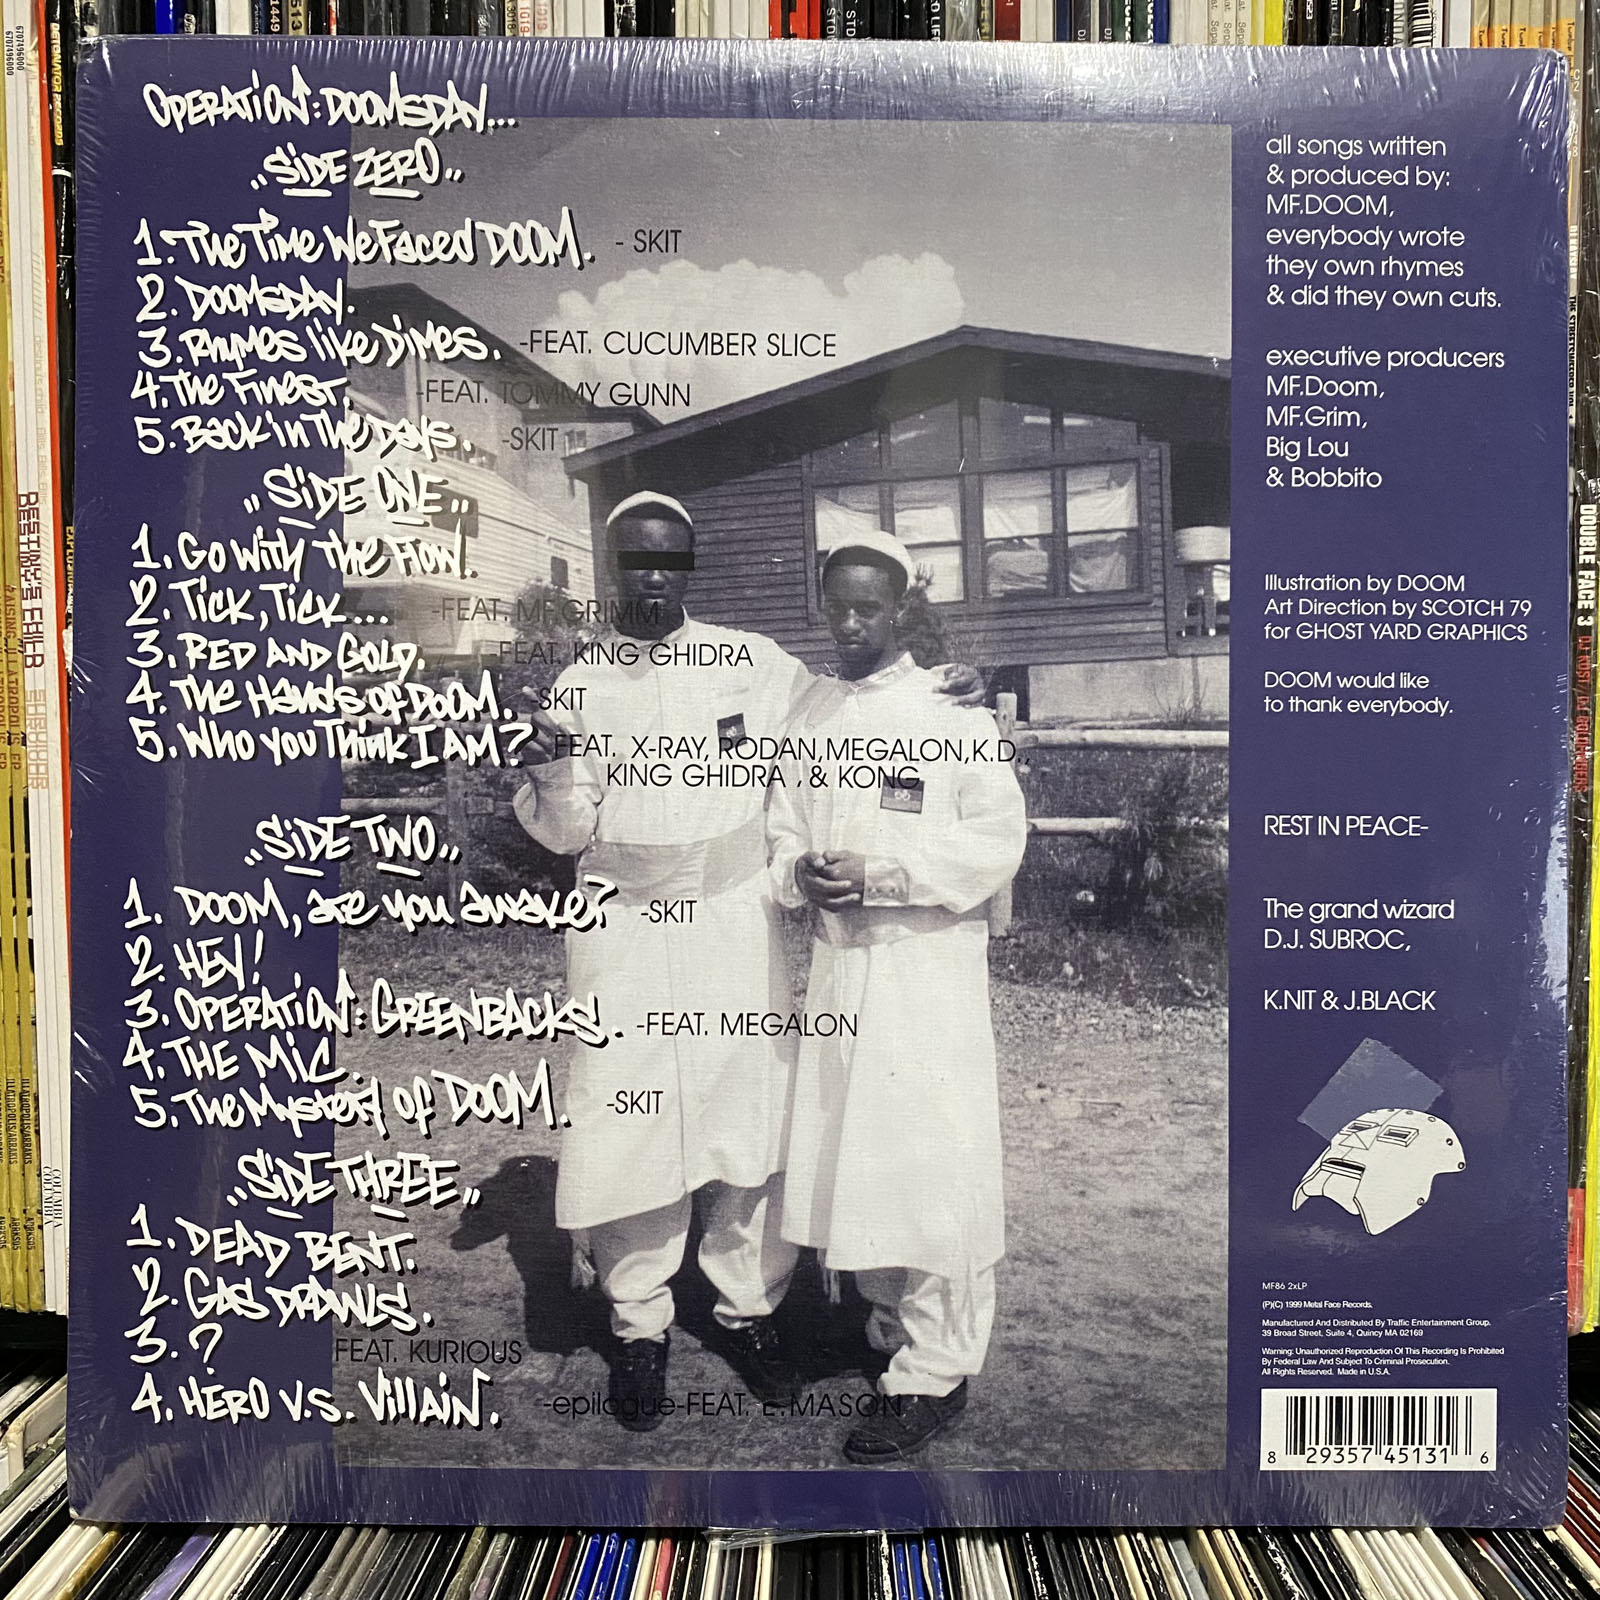 OPERATION: DOOMSDAY...
"SIDE ZERO"
1. The Time We Faced DOOM. - SKIT
2. DOOMSDAY.
3. Rhymes like Dimes. -FEAT. CUCUMBER SLICE
4. The Finest. -FEAT. TOMMY GUNN
5. Back in The Days. -SKIT
"SIDE ONE"
1. Go With The Flow.
2. Tick, Tick... -FEAT. MF.GRIMM
3. RED AND GOLD. -FEAT. KING GHIDRA
4. The Hands of DOOM. -SKIT
5. Who you Think I AM? FEAT. X-RAY, RODAN,MEGALON,K.D.,
KING GHIDRA , & KONG
"SIDE TWO"
1. DOOM, are you awake? -SKIT
2. HEY!
3. OPERATION: GREENBACKS. -FEAT. MEGALON
4. THE MIC.
5. The Mystery of DOOM. -SKIT
"SIDE THREE"
1. DEAD BENT.
2. GAS DRAWLS.
3. ? FEAT. KURIOUS
4. HERO V.S. VILLAIN. -epilogue-FEAT. E.MASON
all songs written
& produced by:
MF.DOOM,
everybody wrote
they own rhymes
& did they own cuts.
executive producers
MF.Doom,
MF.Grim,
Big Lou
& Bobbito
Illustration by DOOM
Art Direction by SCOTCH 79
for GHOST YARD GRAPHICS
DOOM would like
to thank everybody.
REST IN PEACE-
The grand wizard
D.J. SUBROC,
K.NIT & J.BLACK
MF86 2xLP
(P)(C) 1999 Metal Face Records.
Manufactured And Distributed By Traffic Entertainment Group.
39 Broad Street, Suite 4, Quincy MA 02169
Warning: Unauthorized Reproduction Of This Recording Is Prohibited
By Federal Law And Subject To Criminal Prosecution.
All Rights Reserved. Made in U.S.A.
8 29357 45131 6
DESTINY'S CHILD
COLUMBIA
DOUBLE FACE 3